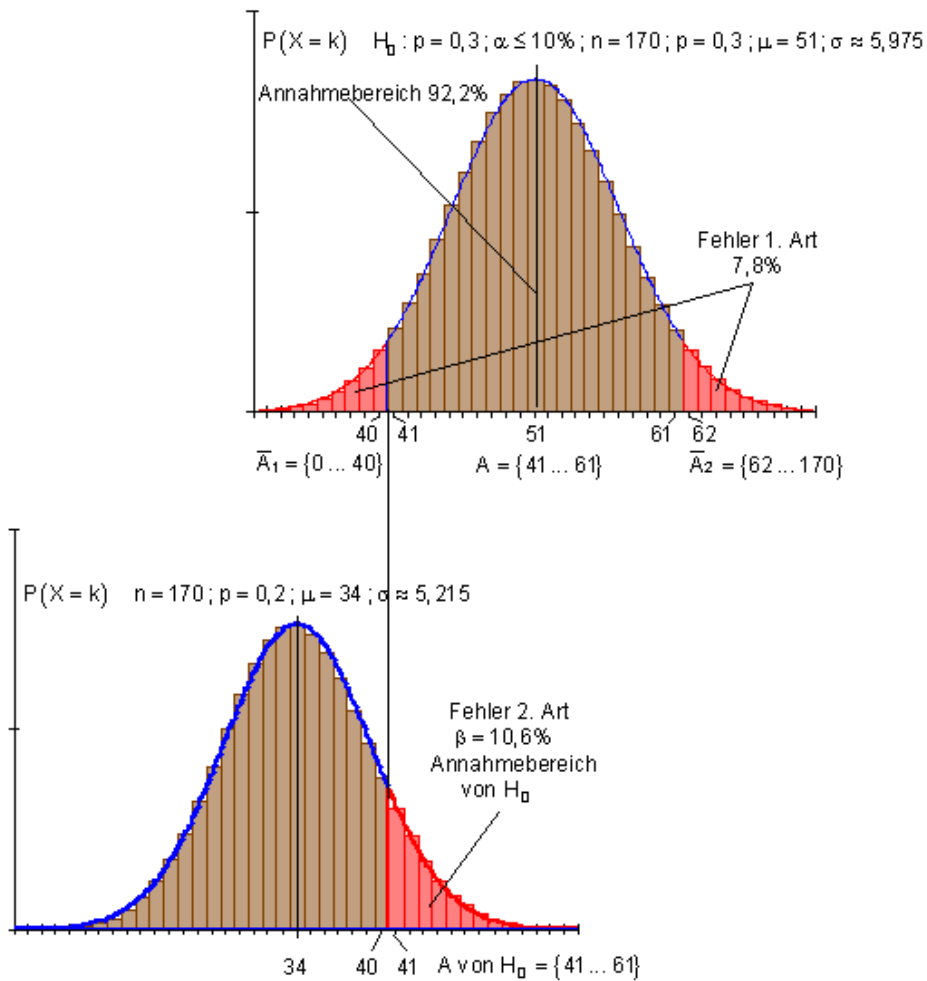 P(X = k) H₀ : p = 0,3 ; α ≤ 10% ; n = 170 ; p = 0,3 ; μ = 51 ; σ ≈ 5,975
Annahmebereich 92,2%
Fehler 1. Art
7,8%
40 41 51 61 62
A̅₁ = {0 ... 40} A = {41 ... 61} A̅₂ = {62 ... 170}
P(X = k) n = 170 ; p = 0,2 ; μ = 34 ; σ ≈ 5,215
Fehler 2. Art
β = 10,6%
Annahmebereich
von H₀
34 40 41 A von H₀ = {41 ... 61}